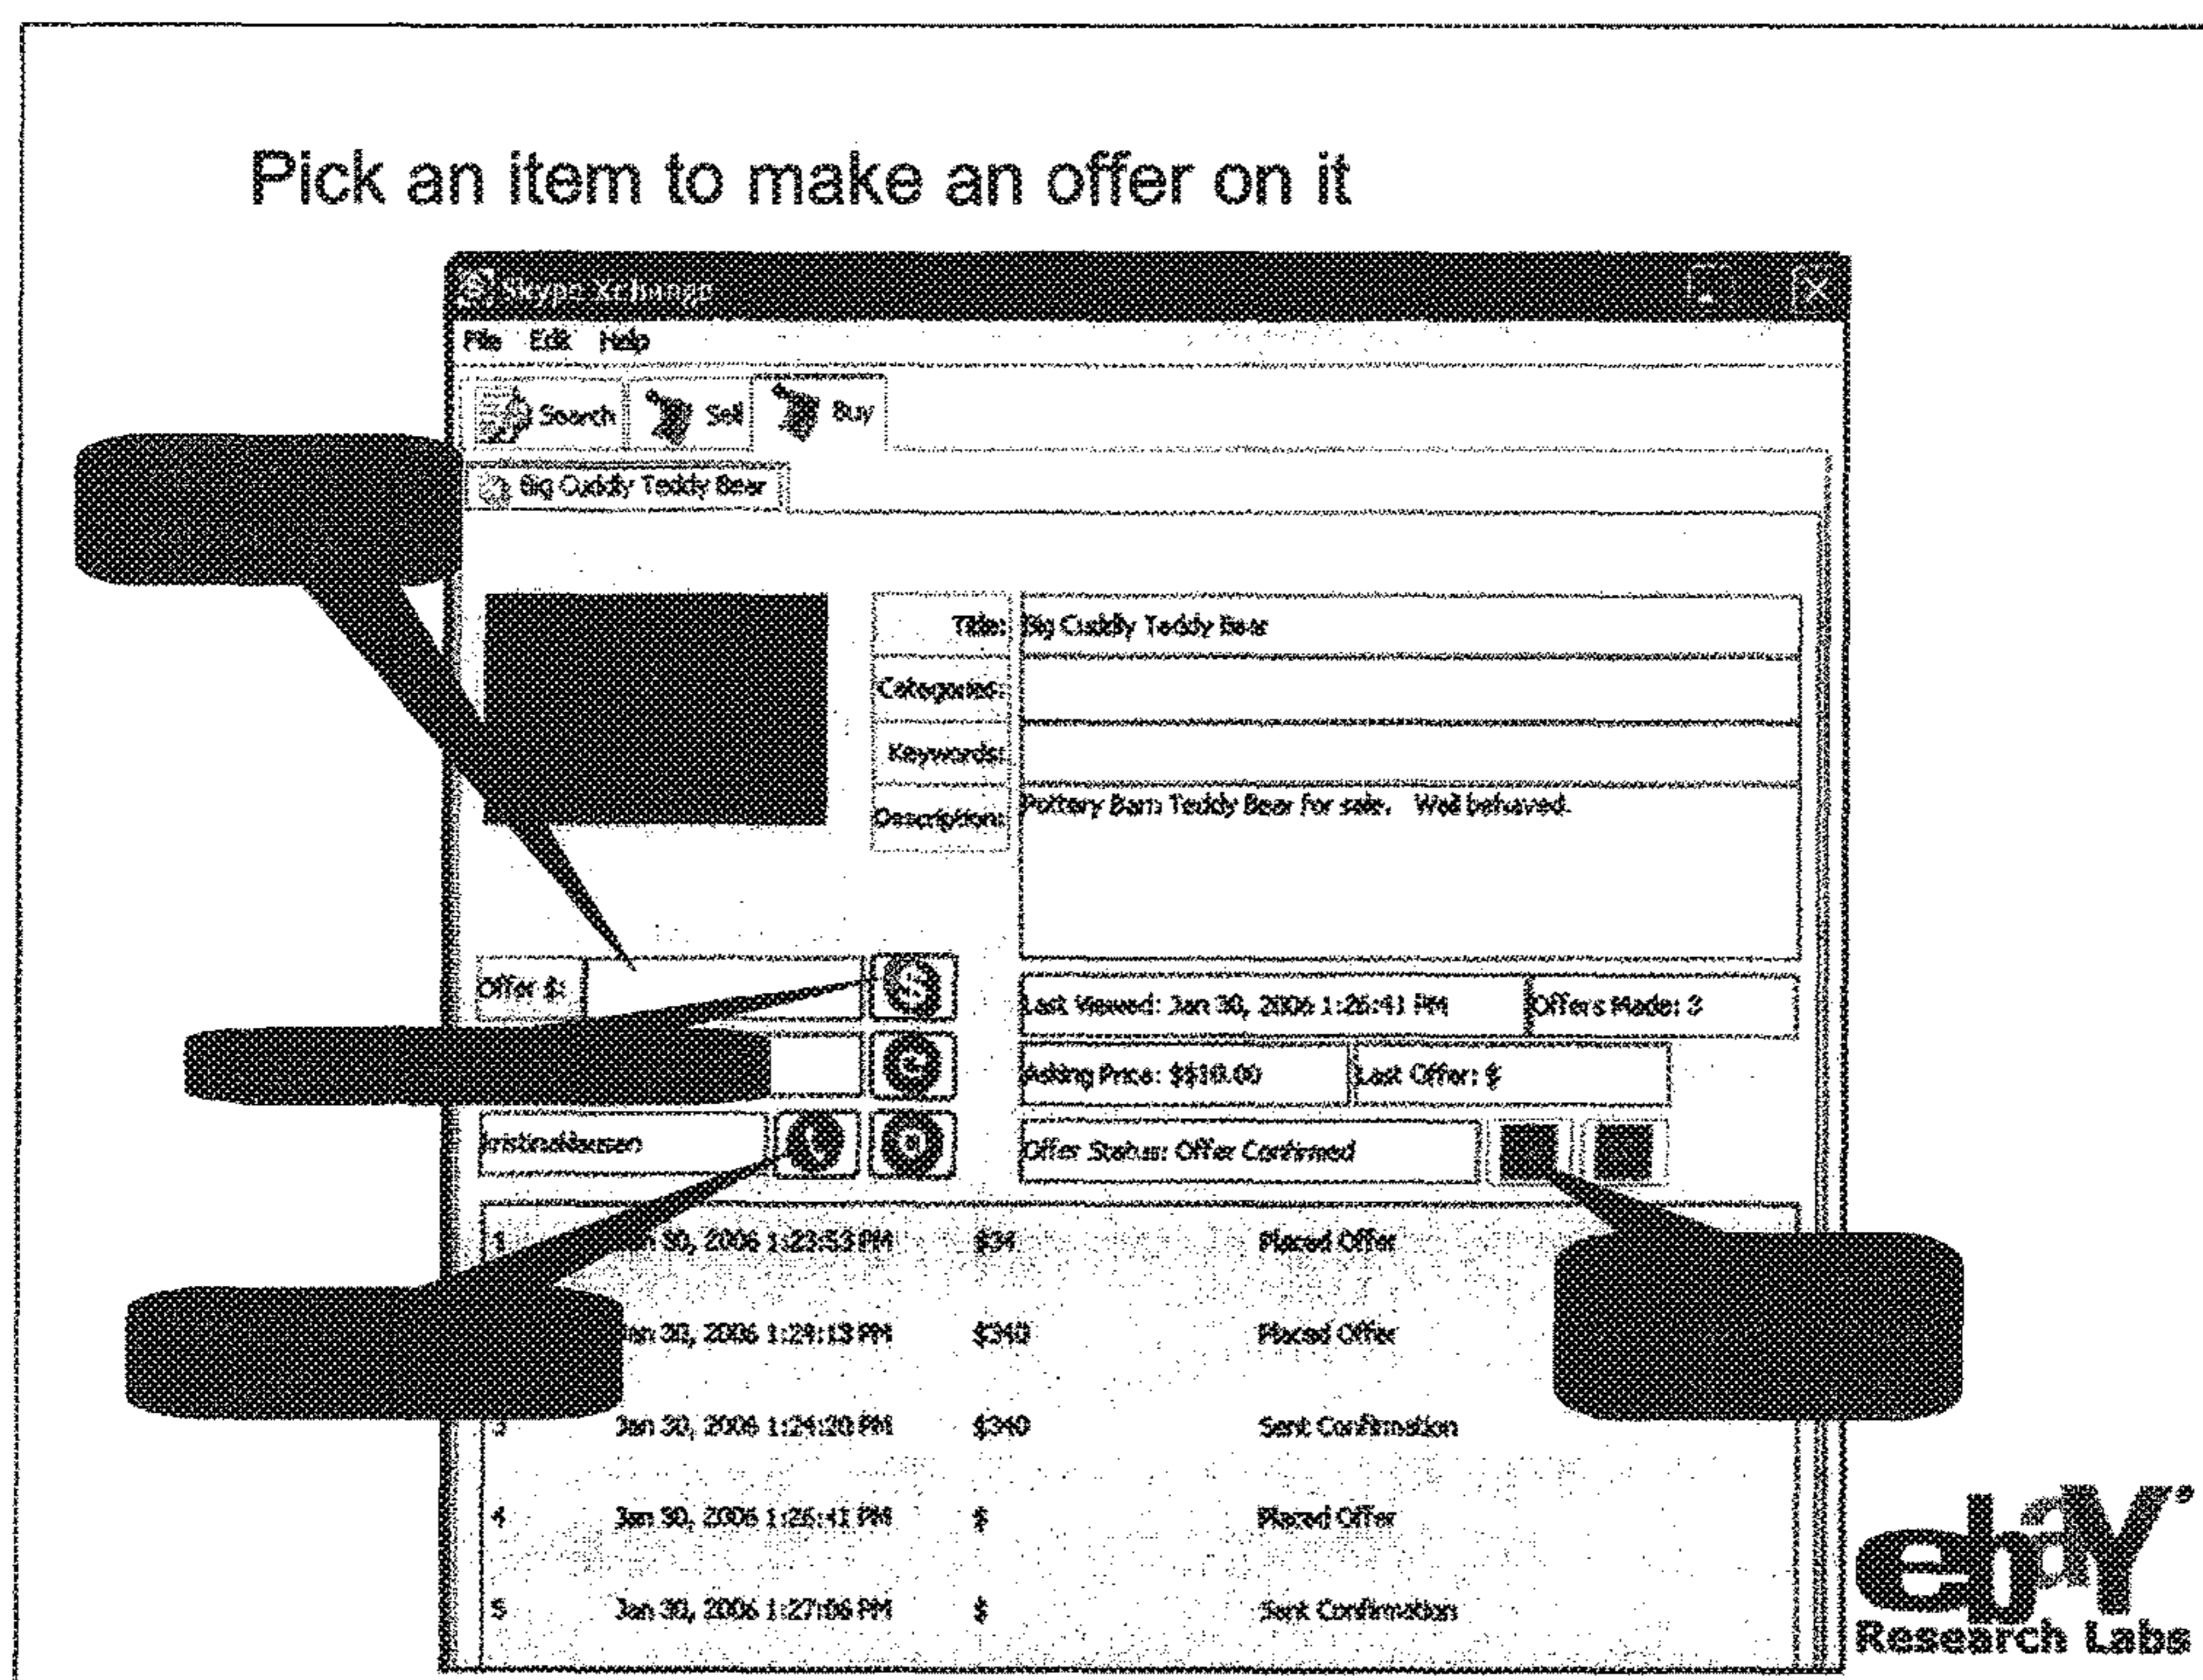 Pick an item to make an offer on it
Skype Xchange
File Edit Help
Search Sell Buy
Big Cuddly Teddy Bear
Title: Big Cuddly Teddy Bear
Categories:
Keywords:
Description: Pottery Barn Teddy Bear for sale. Well behaved.
Offer $:
Last Viewed: Jan 30, 2006 1:26:41 PM Offers Made: 3
Asking Price: $510.00 Last Offer: $
Offer Status: Offer Confirmed
1 30, 2006 1:23:53 PM $34 Placed Offer
Jan 30, 2006 1:24:13 PM $340 Placed Offer
3 Jan 30, 2006 1:24:20 PM $340 Sent Confirmation
4 Jan 30, 2006 1:26:41 PM $ Placed Offer
5 Jan 30, 2006 1:27:06 PM $ Sent Confirmation
ebY®
Research Labs